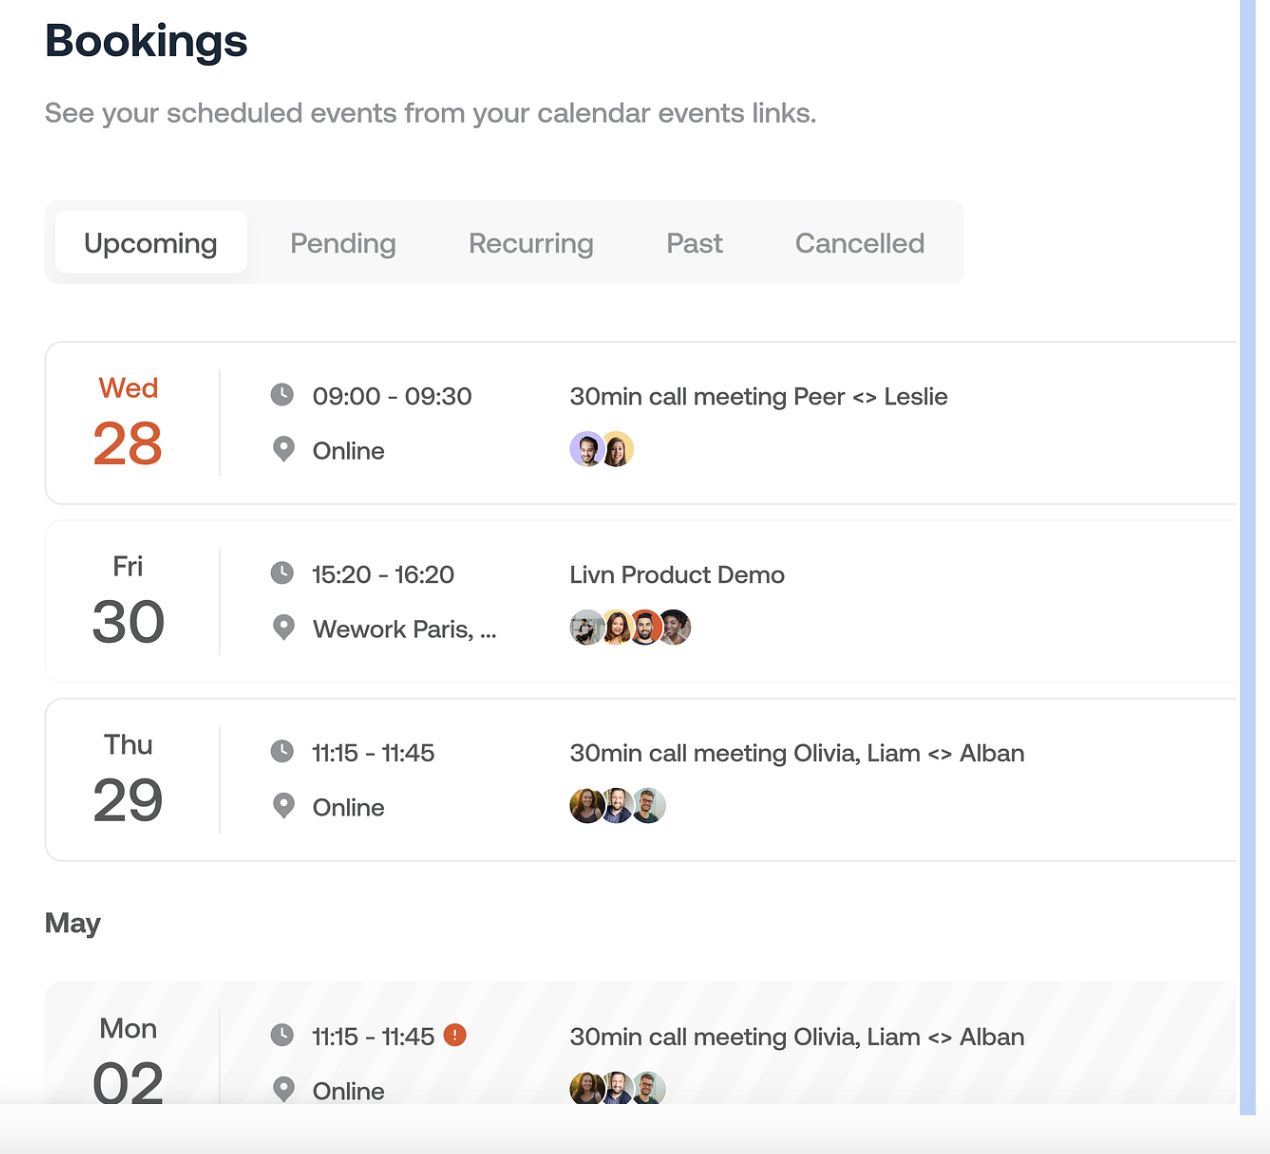 Bookings
See your scheduled events from your calendar events links.
Upcoming Pending Recurring Past Cancelled
Wed
28
09:00 - 09:30
Online
30min call meeting Peer <> Leslie
Fri
30
15:20 - 16:20
Wework Paris, ...
Livn Product Demo
Thu
29
11:15 - 11:45
Online
30min call meeting Olivia, Liam <> Alban
May
Mon
02
11:15 - 11:45 !
Online
30min call meeting Olivia, Liam <> Alban